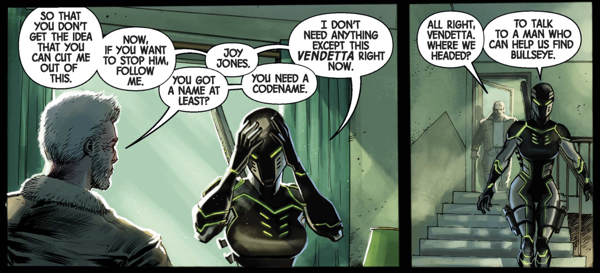 SO THAT
YOU DON'T
GET THE IDEA
THAT YOU
CAN CUT ME
OUT OF
THIS.
NOW,
IF YOU WANT
TO STOP HIM,
FOLLOW
ME.
YOU GOT
A NAME AT
LEAST?
JOY
JONES.
YOU NEED A
CODENAME.
I DON'T
NEED ANYTHING
EXCEPT THIS
VENDETTA RIGHT
NOW.
ALL RIGHT,
VENDETTA.
WHERE WE
HEADED?
TO TALK
TO A MAN WHO
CAN HELP US FIND
BULLSEYE.